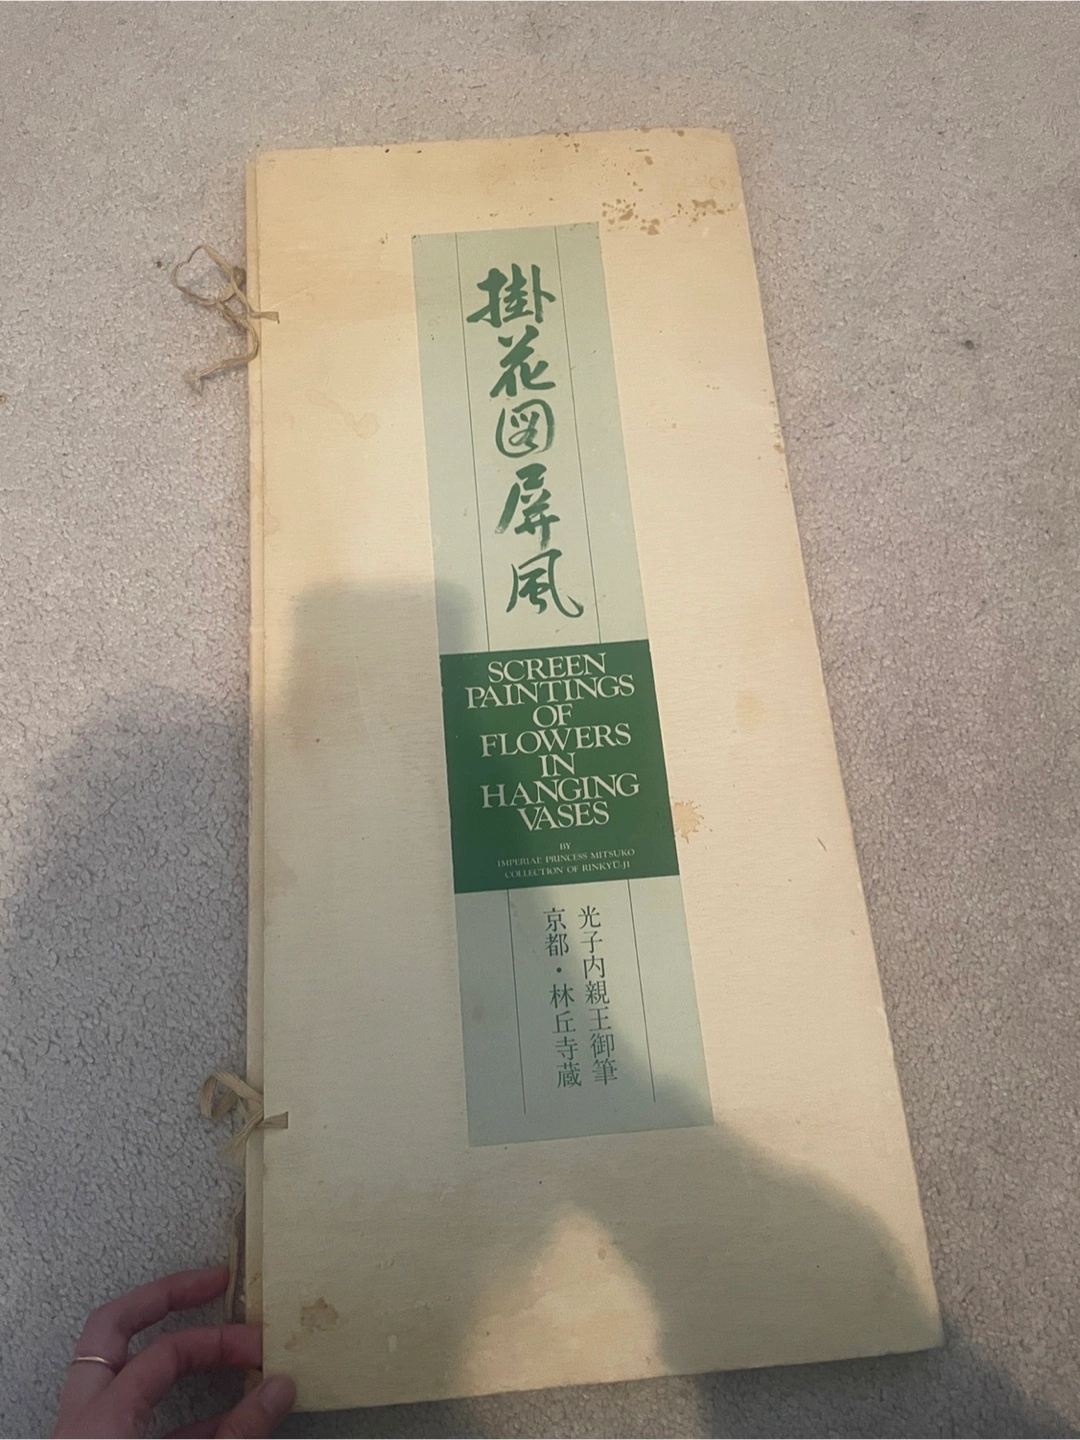 掛花図屏風
SCREEN
PAINTINGS
OF
FLOWERS
IN
HANGING
VASES
BY
IMPERIAL PRINCESS MITSUKO
COLLECTION OF RINKYŪ-JI
光子内親王御筆
京都・林丘寺蔵